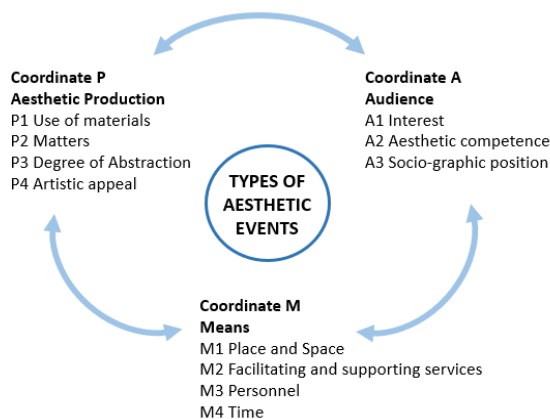 Coordinate P
Aesthetic Production
P1 Use of materials
P2 Matters
P3 Degree of Abstraction
P4 Artistic appeal
Coordinate A
Audience
A1 Interest
A2 Aesthetic competence
A3 Socio-graphic position
TYPES OF
AESTHETIC
EVENTS
Coordinate M
Means
M1 Place and Space
M2 Facilitating and supporting services
M3 Personnel
M4 Time